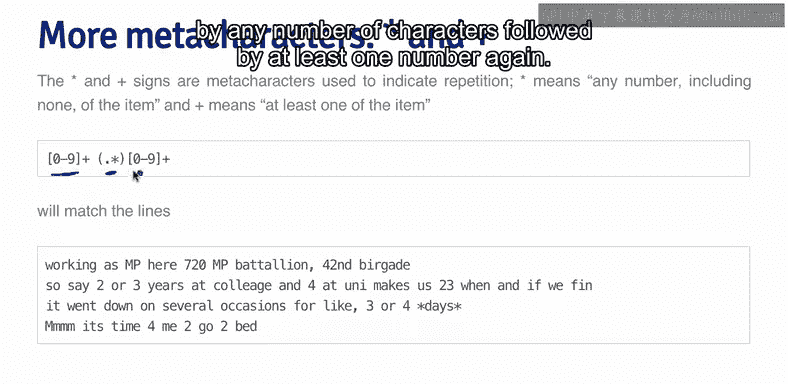 More metacharacters: * and +
by any number of characters followed
by at least one number again.
The * and + signs are metacharacters used to indicate repetition; * means “any number, including
none, of the item” and + means “at least one of the item”
[0-9]+ (.*)[0-9]+
will match the lines
working as MP here 720 MP battallion, 42nd birgade
so say 2 or 3 years at colleage and 4 at uni makes us 23 when and if we fin
it went down on several occasions for like, 3 or 4 *days*
Mmmm its time 4 me 2 go 2 bed